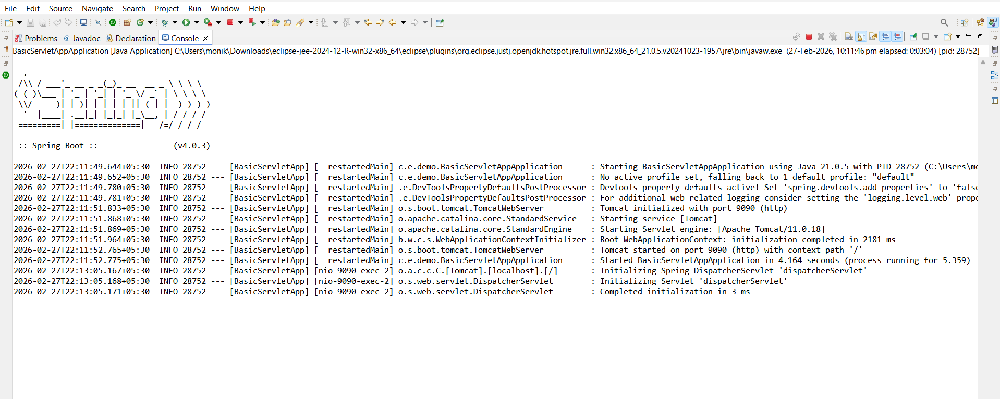 File Edit Source Navigate Search Project Run Window Help
Problems @ Javadoc Declaration Console
BasicServletAppApplication [Java Application] C:\Users\monik\Downloads\eclipse-jee-2024-12-R-win32-x86_64\eclipse\plugins\org.eclipse.justj.openjdk.hotspot.jre.full.win32.x86_64_21.0.5.v20241023-1957\jre\bin\javaw.exe (27-Feb-2026, 10:11:46 pm elapsed: 0:03:04) [pid: 28752]
  .   ____          _            __ _ _
 /\\ / ___'_ __ _ _(_)_ __  __ _ \ \ \ \
( ( )\___ | '_ | '_| | '_ \/ _` | \ \ \ \
 \\/  ___)| |_)| | | | | || (_| |  ) ) ) )
  '  |____| .__|_| |_|_| |_\__, | / / / /
 =========|_|==============|___/=/_/_/_/
 :: Spring Boot ::                (v4.0.3)
2026-02-27T22:11:49.644+05:30  INFO 28752 --- [BasicServletApp] [  restartedMain] c.e.demo.BasicServletAppApplication      : Starting BasicServletAppApplication using Java 21.0.5 with PID 28752 (C:\Users\mo
2026-02-27T22:11:49.652+05:30  INFO 28752 --- [BasicServletApp] [  restartedMain] c.e.demo.BasicServletAppApplication      : No active profile set, falling back to 1 default profile: "default"
2026-02-27T22:11:49.780+05:30  INFO 28752 --- [BasicServletApp] [  restartedMain] .e.DevToolsPropertyDefaultsPostProcessor : Devtools property defaults active! Set 'spring.devtools.add-properties' to 'false
2026-02-27T22:11:49.781+05:30  INFO 28752 --- [BasicServletApp] [  restartedMain] .e.DevToolsPropertyDefaultsPostProcessor : For additional web related logging consider setting the 'logging.level.web' prope
2026-02-27T22:11:51.833+05:30  INFO 28752 --- [BasicServletApp] [  restartedMain] o.s.boot.tomcat.TomcatWebServer          : Tomcat initialized with port 9090 (http)
2026-02-27T22:11:51.868+05:30  INFO 28752 --- [BasicServletApp] [  restartedMain] o.apache.catalina.core.StandardService   : Starting service [Tomcat]
2026-02-27T22:11:51.869+05:30  INFO 28752 --- [BasicServletApp] [  restartedMain] o.apache.catalina.core.StandardEngine    : Starting Servlet engine: [Apache Tomcat/11.0.18]
2026-02-27T22:11:51.964+05:30  INFO 28752 --- [BasicServletApp] [  restartedMain] b.w.c.s.WebApplicationContextInitializer : Root WebApplicationContext: initialization completed in 2181 ms
2026-02-27T22:11:52.765+05:30  INFO 28752 --- [BasicServletApp] [  restartedMain] o.s.boot.tomcat.TomcatWebServer          : Tomcat started on port 9090 (http) with context path '/'
2026-02-27T22:11:52.775+05:30  INFO 28752 --- [BasicServletApp] [  restartedMain] c.e.demo.BasicServletAppApplication      : Started BasicServletAppApplication in 4.164 seconds (process running for 5.359)
2026-02-27T22:13:05.167+05:30  INFO 28752 --- [BasicServletApp] [nio-9090-exec-2] o.a.c.c.C.[Tomcat].[localhost].[/]       : Initializing Spring DispatcherServlet 'dispatcherServlet'
2026-02-27T22:13:05.168+05:30  INFO 28752 --- [BasicServletApp] [nio-9090-exec-2] o.s.web.servlet.DispatcherServlet        : Initializing Servlet 'dispatcherServlet'
2026-02-27T22:13:05.171+05:30  INFO 28752 --- [BasicServletApp] [nio-9090-exec-2] o.s.web.servlet.DispatcherServlet        : Completed initialization in 3 ms